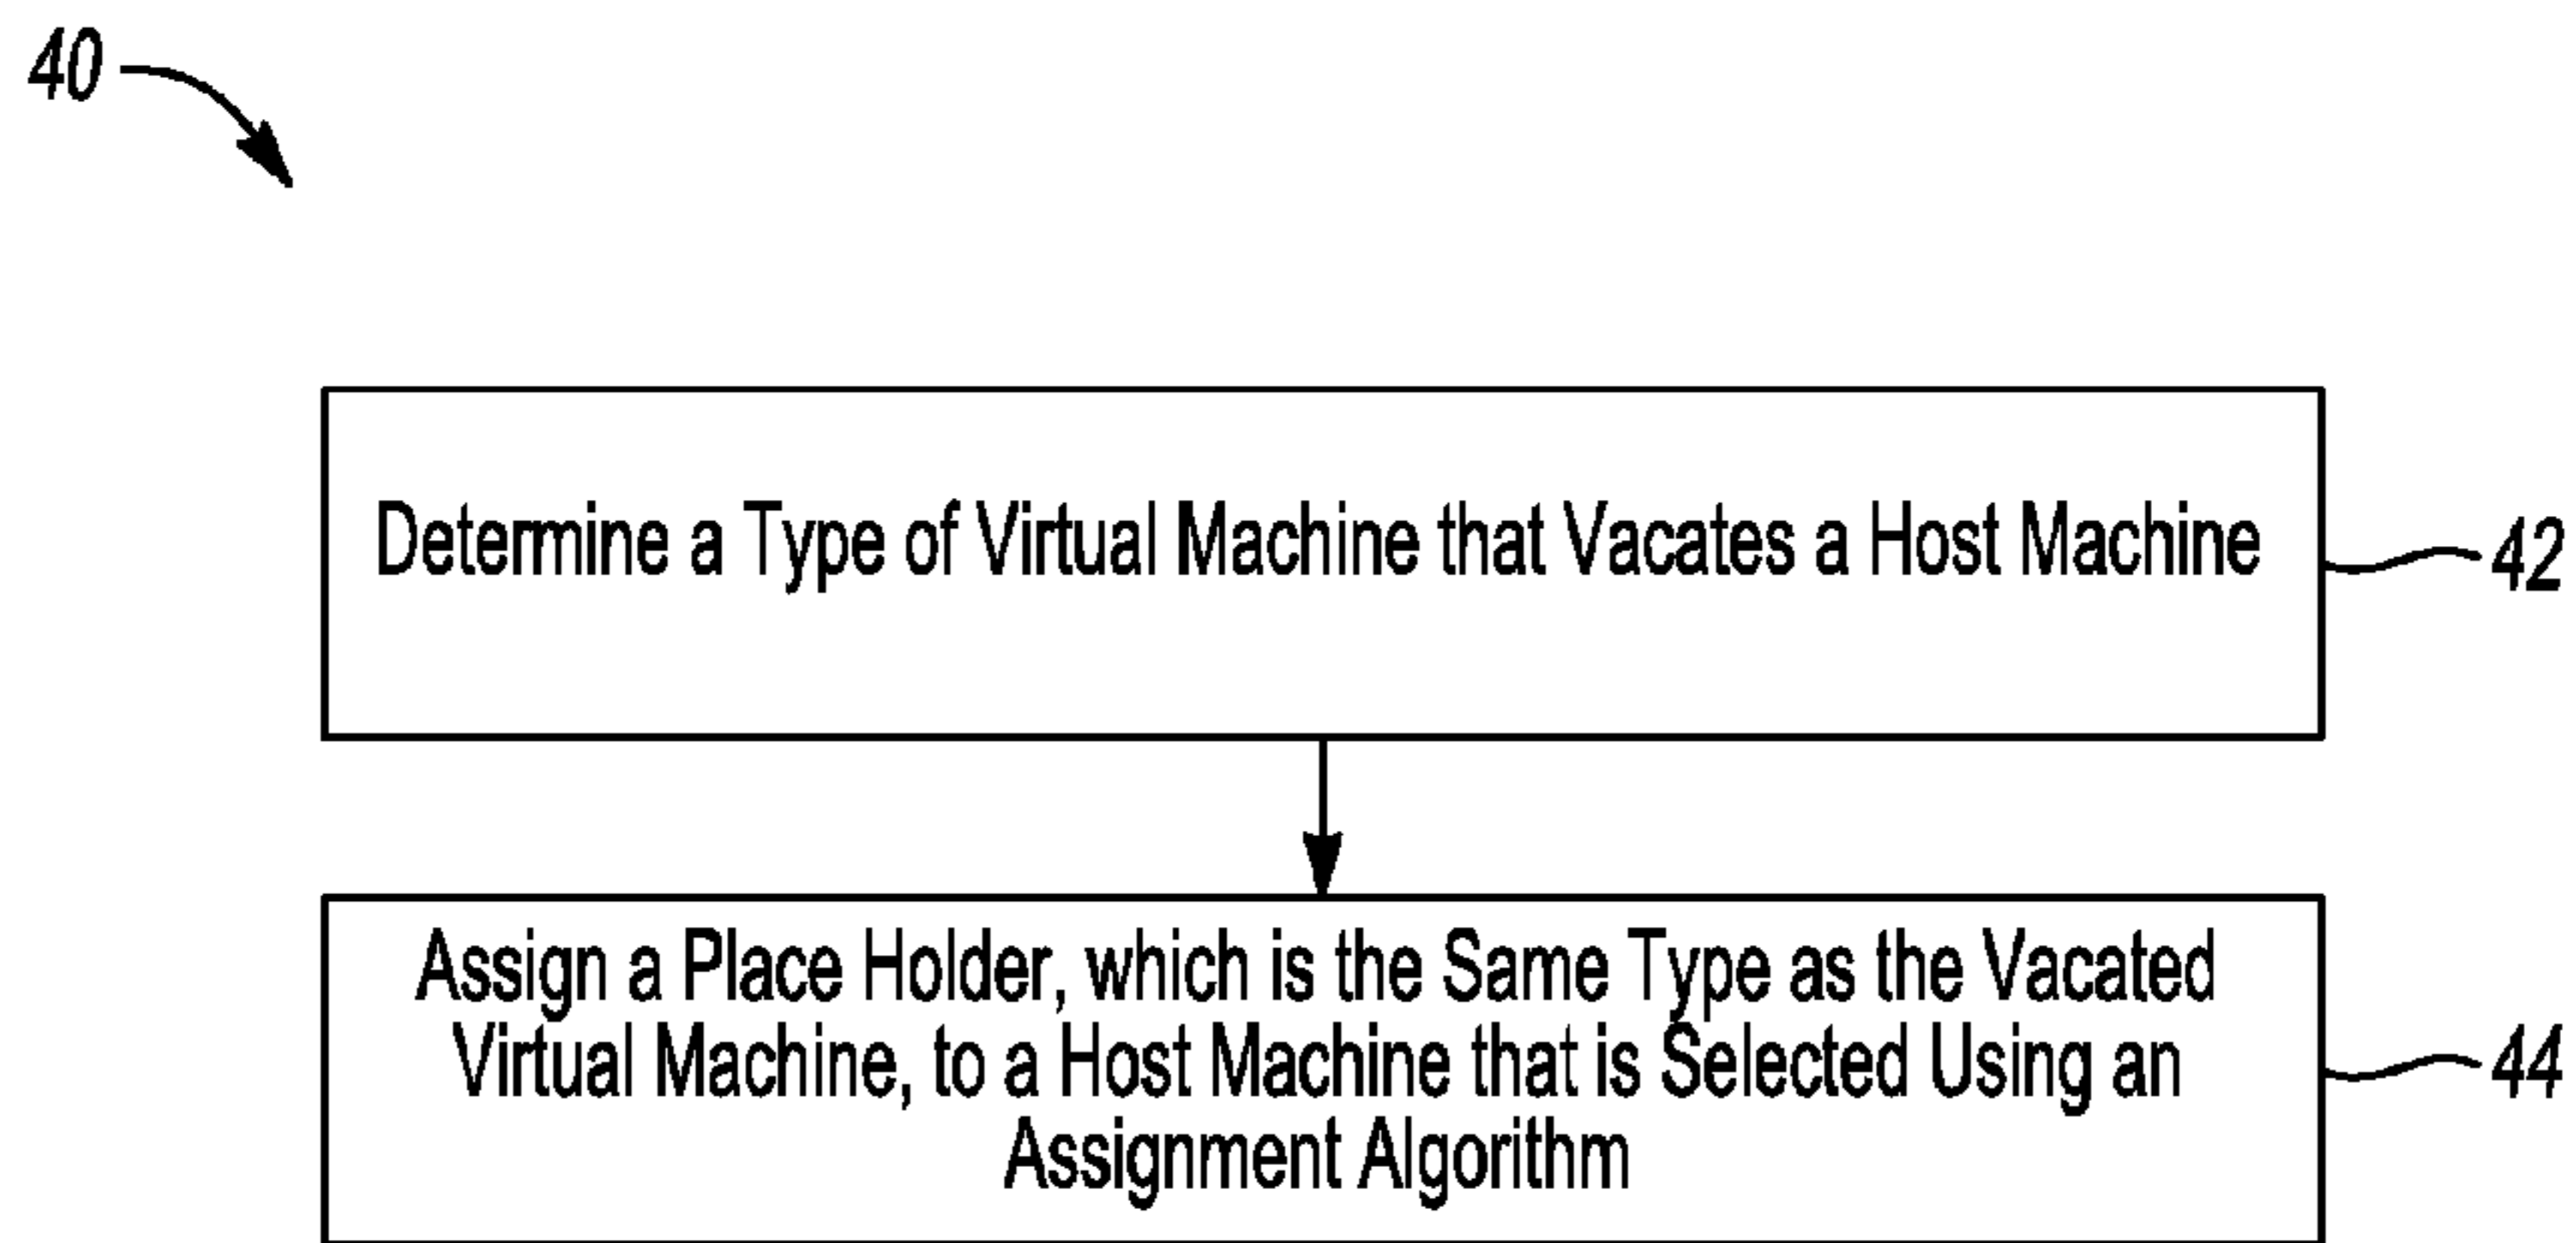 40
Determine a Type of Virtual Machine that Vacates a Host Machine
42
Assign a Place Holder, which is the Same Type as the Vacated
Virtual Machine, to a Host Machine that is Selected Using an
Assignment Algorithm
44